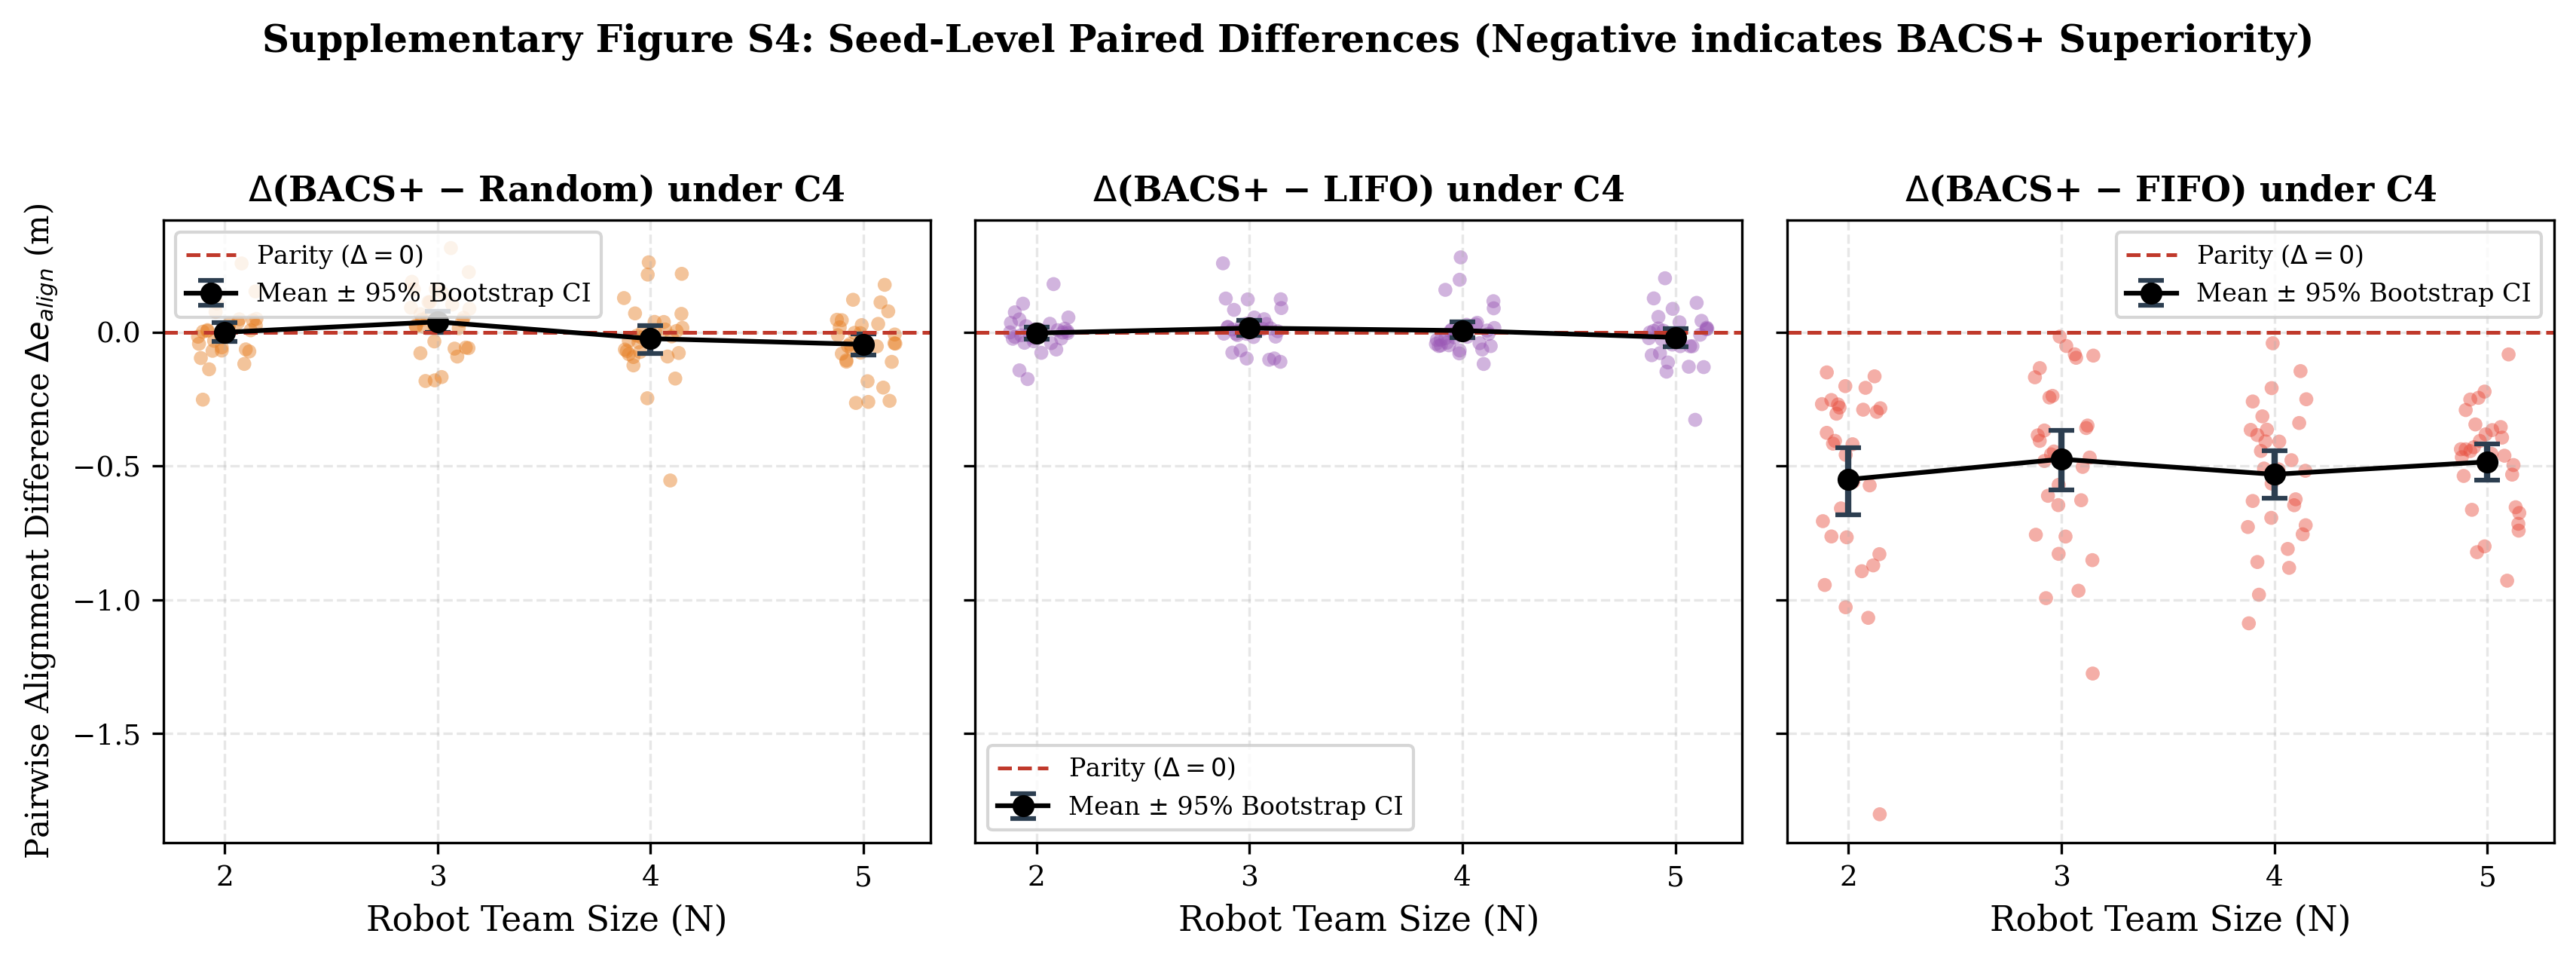 Supplementary Figure S4: Seed-Level Paired Differences (Negative indicates BACS+ Superiority)
Pairwise Alignment Difference Δe_align (m)
Δ(BACS+ − Random) under C4
Parity (Δ = 0)
Mean ± 95% Bootstrap CI
0.0
−0.5
−1.0
−1.5
2 3 4 5
Robot Team Size (N)
Δ(BACS+ − LIFO) under C4
Parity (Δ = 0)
Mean ± 95% Bootstrap CI
2 3 4 5
Robot Team Size (N)
Δ(BACS+ − FIFO) under C4
Parity (Δ = 0)
Mean ± 95% Bootstrap CI
2 3 4 5
Robot Team Size (N)